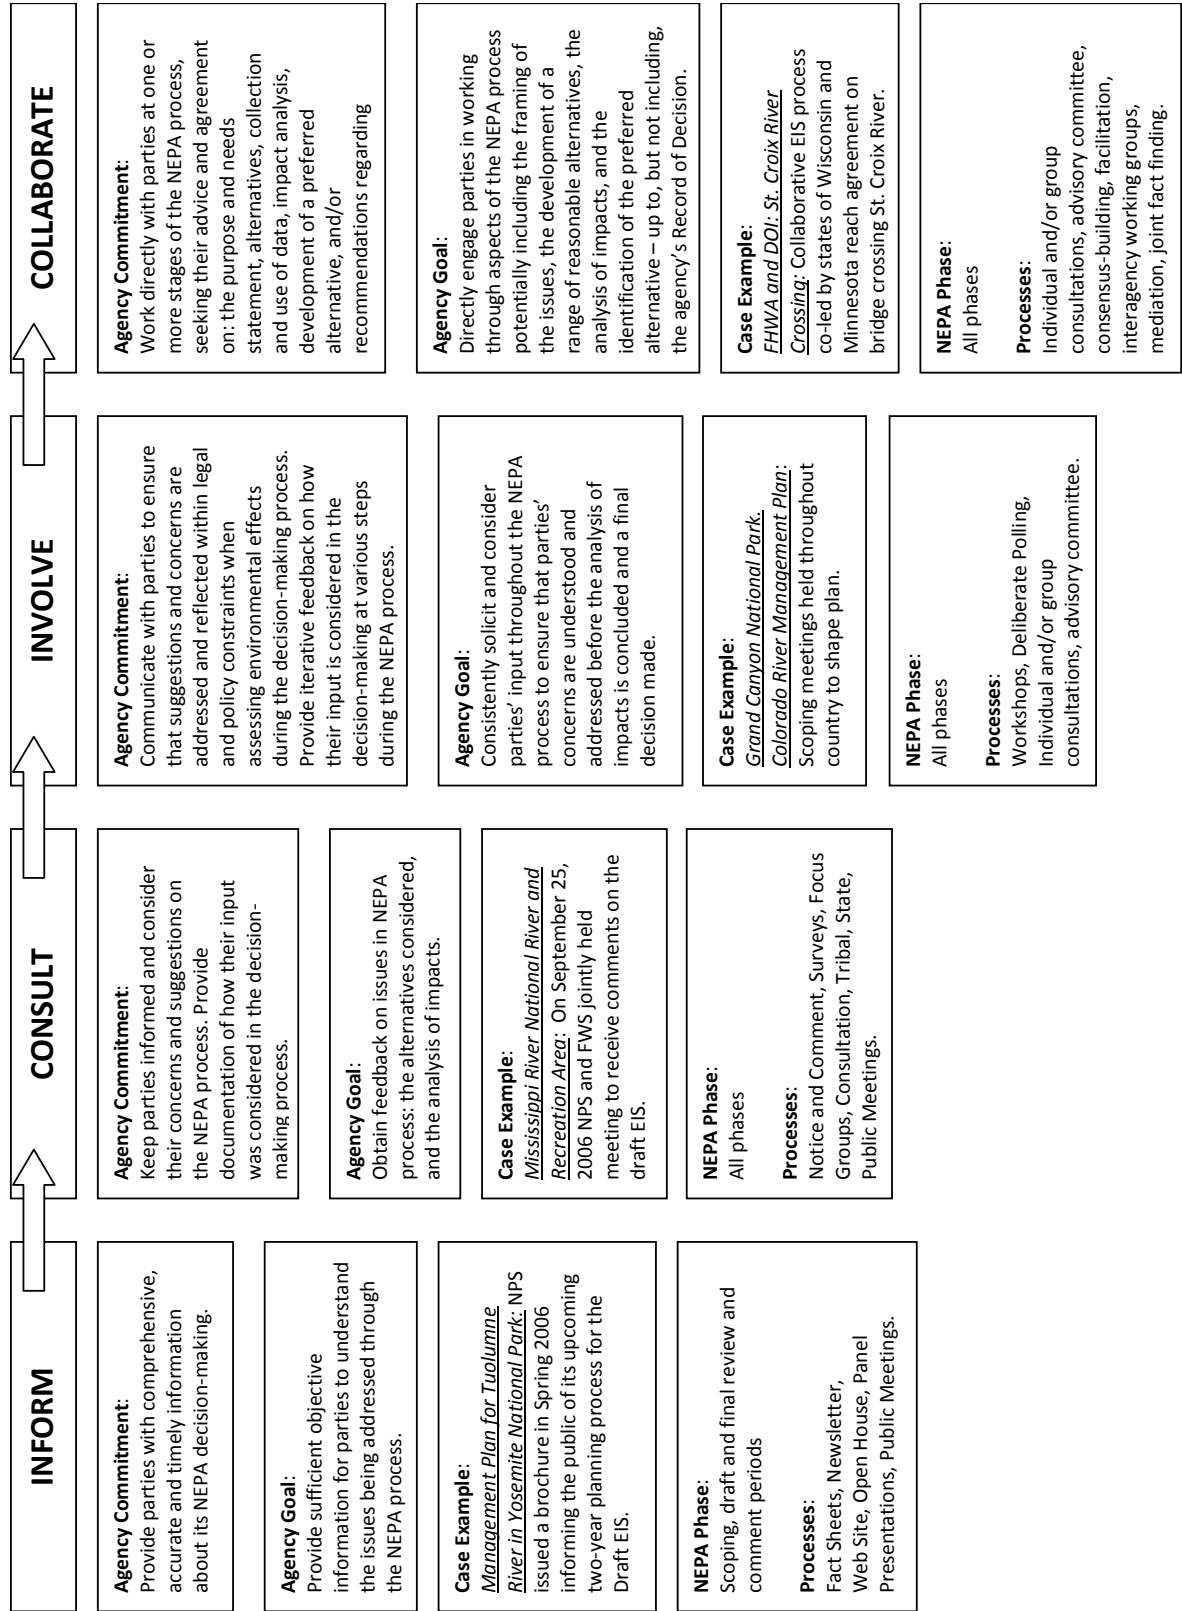 INFORM
Agency Commitment:
Provide parties with comprehensive,
accurate and timely information
about its NEPA decision-making.
Agency Goal:
Provide sufficient objective
information for parties to understand
the issues being addressed through
the NEPA process.
Case Example:
Management Plan for Tuolumne
River in Yosemite National Park: NPS
issued a brochure in Spring 2006
informing the public of its upcoming
two-year planning process for the
Draft EIS.
NEPA Phase:
Scoping, draft and final review and
comment periods
Processes:
Fact Sheets, Newsletter,
Web Site, Open House, Panel
Presentations, Public Meetings.
CONSULT
Agency Commitment:
Keep parties informed and consider
their concerns and suggestions on
the NEPA process. Provide
documentation of how their input
was considered in the decision-
making process.
Agency Goal:
Obtain feedback on issues in NEPA
process: the alternatives considered,
and the analysis of impacts.
Case Example:
Mississippi River National River and
Recreation Area: On September 25,
2006 NPS and FWS jointly held
meeting to receive comments on the
draft EIS.
NEPA Phase:
All phases
Processes:
Notice and Comment, Surveys, Focus
Groups, Consultation, Tribal, State,
Public Meetings.
INVOLVE
Agency Commitment:
Communicate with parties to ensure
that suggestions and concerns are
addressed and reflected within legal
and policy constraints when
assessing environmental effects
during the decision-making process.
Provide iterative feedback on how
their input is considered in the
decision-making at various steps
during the NEPA process.
Agency Goal:
Consistently solicit and consider
parties' input throughout the NEPA
process to ensure that parties'
concerns are understood and
addressed before the analysis of
impacts is concluded and a final
decision made.
Case Example:
Grand Canyon National Park.
Colorado River Management Plan:
Scoping meetings held throughout
country to shape plan.
NEPA Phase:
All phases
Processes:
Workshops, Deliberate Polling,
Individual and/or group
consultations, advisory committee.
COLLABORATE
Agency Commitment:
Work directly with parties at one or
more stages of the NEPA process,
seeking their advice and agreement
on: the purpose and needs
statement, alternatives, collection
and use of data, impact analysis,
development of a preferred
alternative, and/or
recommendations regarding
Agency Goal:
Directly engage parties in working
through aspects of the NEPA process
potentially including the framing of
the issues, the development of a
range of reasonable alternatives, the
analysis of impacts, and the
identification of the preferred
alternative – up to, but not including,
the agency's Record of Decision.
Case Example:
FHWA and DOI: St. Croix River
Crossing: Collaborative EIS process
co-led by states of Wisconsin and
Minnesota reach agreement on
bridge crossing St. Croix River.
NEPA Phase:
All phases
Processes:
Individual and/or group
consultations, advisory committee,
consensus-building, facilitation,
interagency working groups,
mediation, joint fact finding.